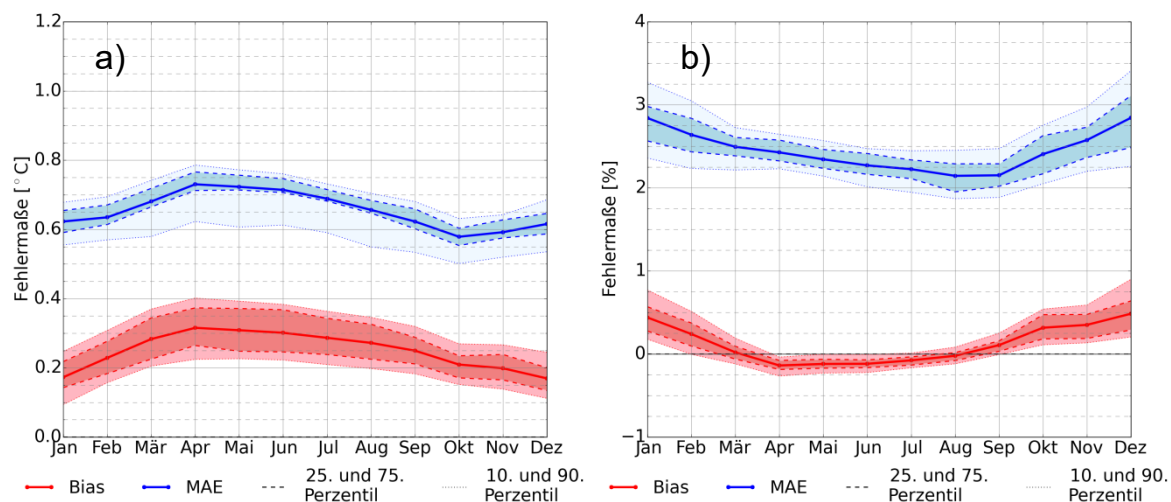 a)
Fehlermaße [°C]
1.2
1.0
0.8
0.6
0.4
0.2
0.0
Jan Feb Mär Apr Mai Jun Jul Aug Sep Okt Nov Dez
Bias MAE 25. und 75. Perzentil 10. und 90. Perzentil
b)
Fehlermaße [%]
4
3
2
1
0
−1
Jan Feb Mär Apr Mai Jun Jul Aug Sep Okt Nov Dez
Bias MAE 25. und 75. Perzentil 10. und 90. Perzentil